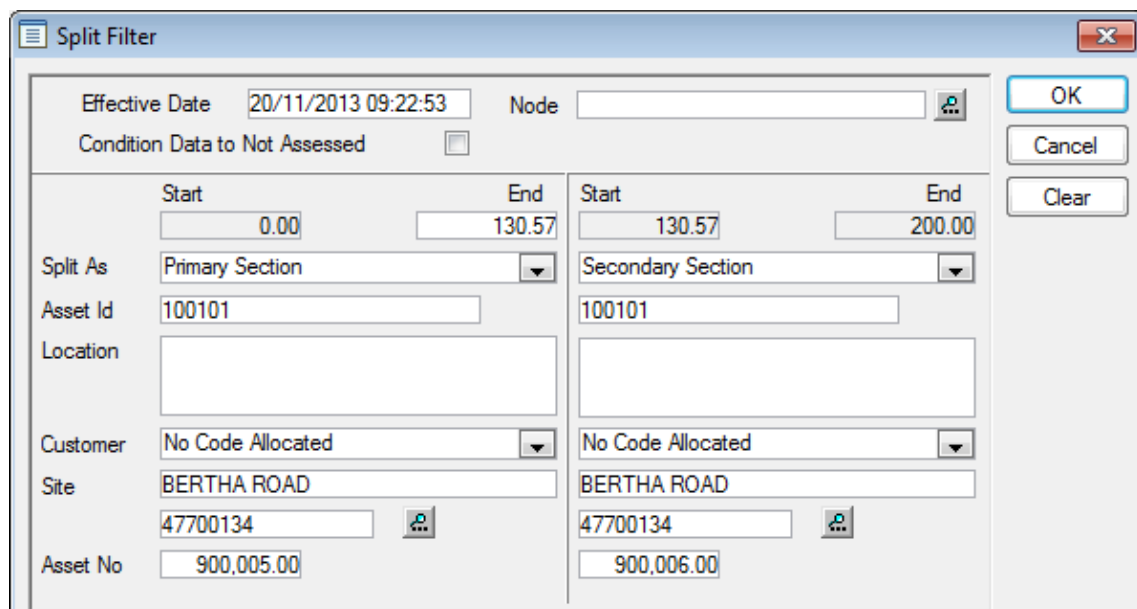 Split Filter
Effective Date 20/11/2013 09:22:53 Node OK
Condition Data to Not Assessed Cancel
Start End Start End Clear
0.00 130.57 130.57 200.00
Split As Primary Section Secondary Section
Asset Id 100101 100101
Location
Customer No Code Allocated No Code Allocated
Site BERTHA ROAD BERTHA ROAD
47700134 47700134
Asset No 900,005.00 900,006.00